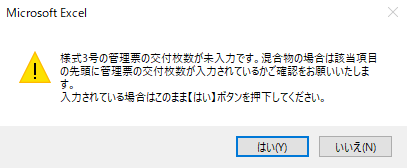 Microsoft Excel
様式3号の管理票の交付枚数が未入力です。混合物の場合は該当項目
の先頭に管理票の交付枚数が入力されているかご確認をお願いいたしま
す。
入力されている場合はこのまま【はい】ボタンを押下してください。
はい(Y)
いいえ(N)